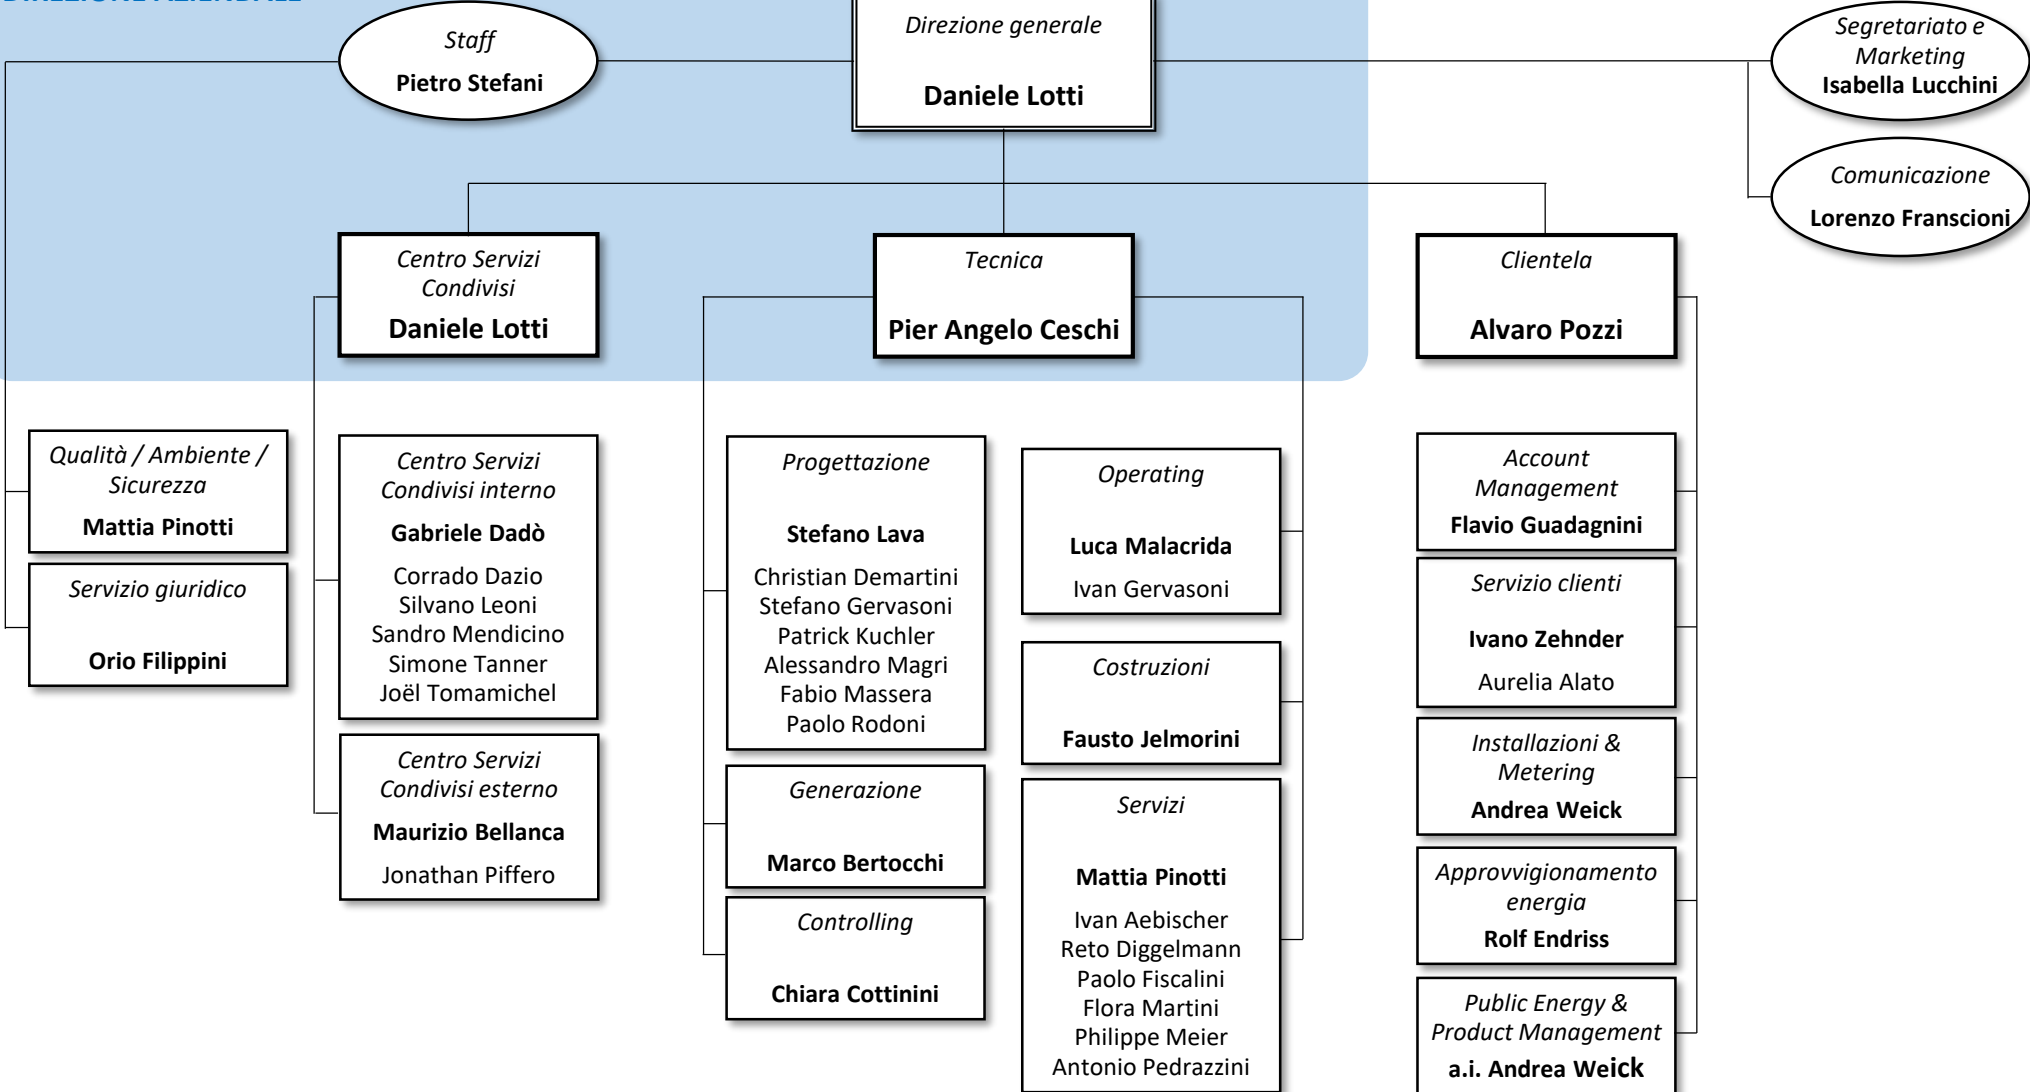 DIREZIONE AZIENDALE
Staff
Pietro Stefani
Direzione generale
Daniele Lotti
Segretariato e
Marketing
Isabella Lucchini
Comunicazione
Lorenzo Franscioni
Centro Servizi
Condivisi
Daniele Lotti
Tecnica
Pier Angelo Ceschi
Clientela
Alvaro Pozzi
Qualità / Ambiente /
Sicurezza
Mattia Pinotti
Servizio giuridico
Orio Filippini
Centro Servizi
Condivisi interno
Gabriele Dadò
Corrado Dazio
Silvano Leoni
Sandro Mendicino
Simone Tanner
Joël Tomamichel
Centro Servizi
Condivisi esterno
Maurizio Bellanca
Jonathan Piffero
Progettazione
Stefano Lava
Christian Demartini
Stefano Gervasoni
Patrick Kuchler
Alessandro Magri
Fabio Massera
Paolo Rodoni
Generazione
Marco Bertocchi
Controlling
Chiara Cottinini
Operating
Luca Malacrida
Ivan Gervasoni
Costruzioni
Fausto Jelmorini
Servizi
Mattia Pinotti
Ivan Aebischer
Reto Diggelmann
Paolo Fiscalini
Flora Martini
Philippe Meier
Antonio Pedrazzini
Account
Management
Flavio Guadagnini
Servizio clienti
Ivano Zehnder
Aurelia Alato
Installazioni &
Metering
Andrea Weick
Approvvigionamento
energia
Rolf Endriss
Public Energy &
Product Management
a.i. Andrea Weick